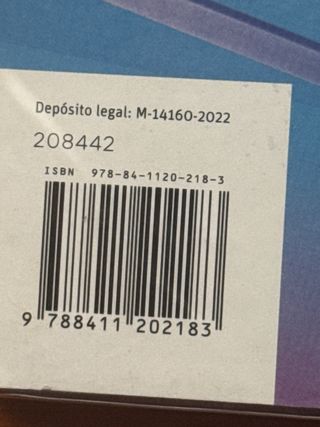 Depósito legal: M-14160-2022
208442
ISBN 978-84-1120-218-3
9 788411 202183